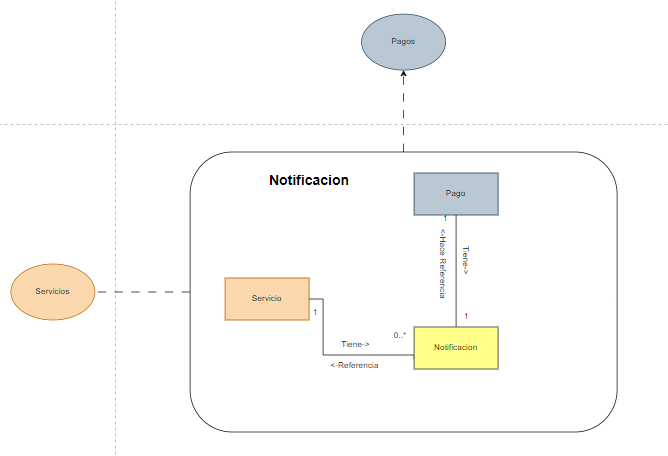 Pagos
Notificacion
Pago
1
<-Hace Referencia
Tiene->
Servicios
Servicio
1
1
0..*
Tiene->
Notificacion
<-Referencia